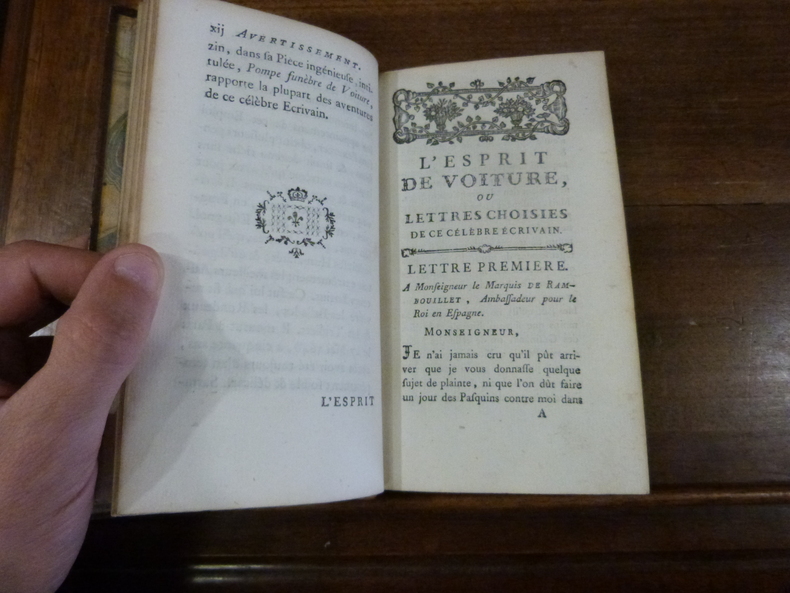 xij AVERTISSEMENT.
zin, dans ſa Piece ingénieuſe, inti-
tulée, Pompe funèbre de Voiture,
rapporte la plupart des aventures
de ce célèbre Ecrivain.
L'ESPRIT
L'ESPRIT
DE VOITURE,
OU
LETTRES CHOISIES
DE CE CÉLÈBRE ÉCRIVAIN.
LETTRE PREMIERE.
A Monſeigneur le Marquis DE RAM-
BOUILLET, Ambaſſadeur pour le
Roi en Eſpagne.
MONSEIGNEUR,
JE n'ai jamais cru qu'il pût arri-
ver que je vous donnaſſe quelque
ſujet de plainte, ni que l'on dût faire
un jour des Paſquins contre moi dans
A